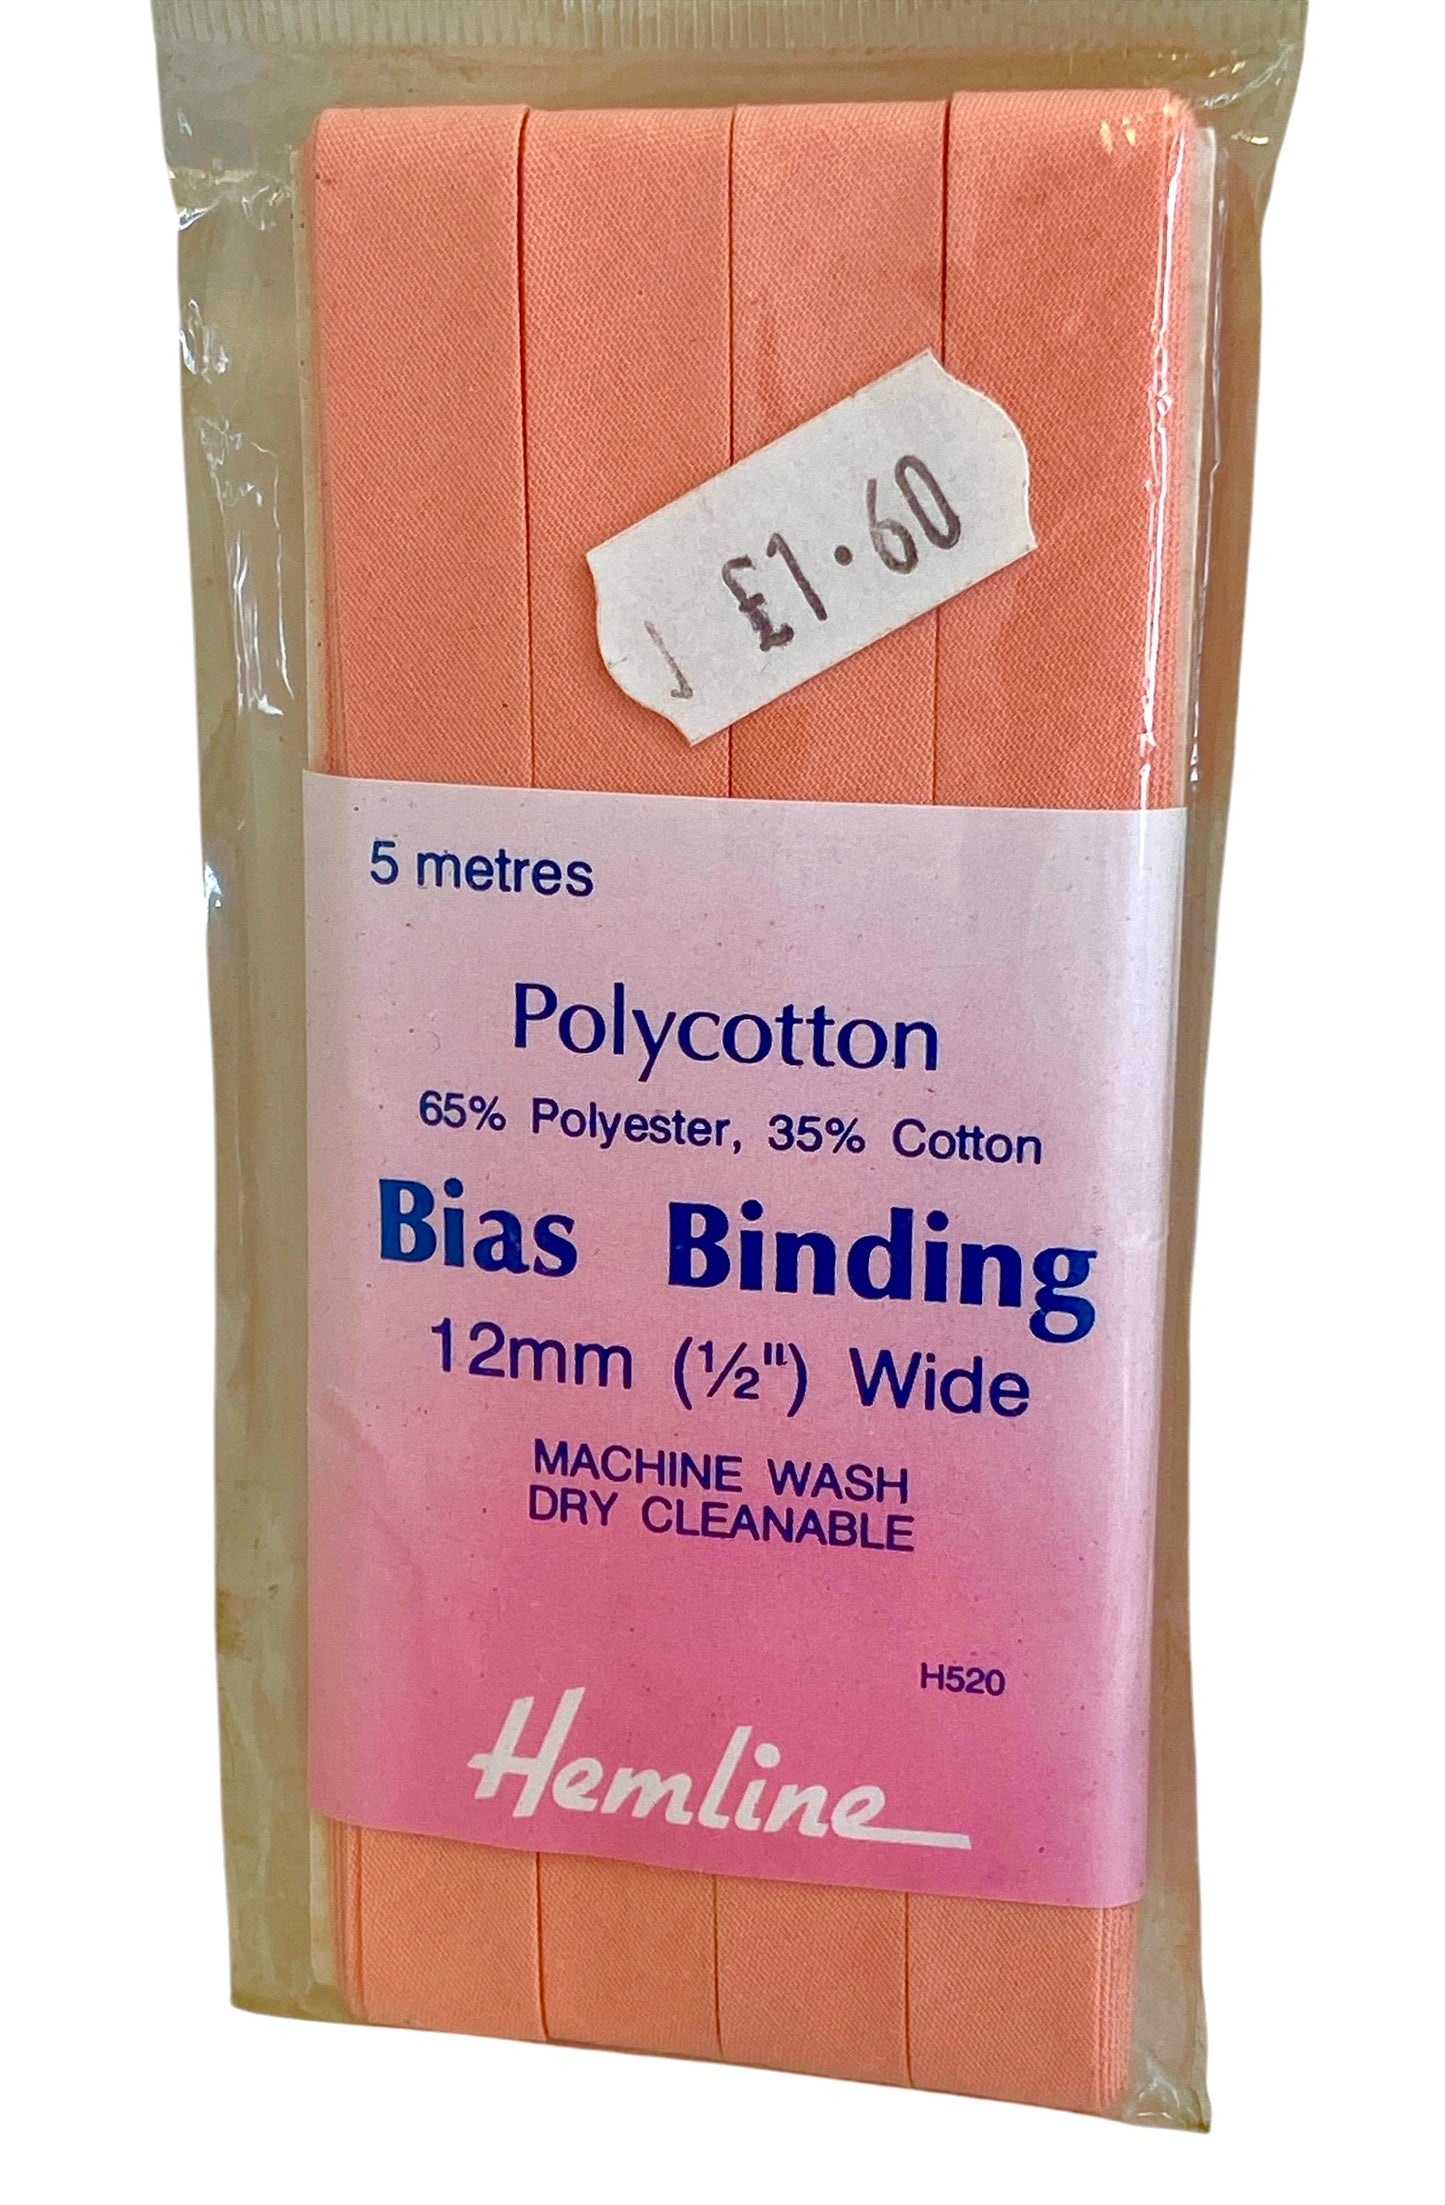 J £1·60
5 metres
Polycotton
65% Polyester, 35% Cotton
Bias Binding
12mm (½") Wide
MACHINE WASH
DRY CLEANABLE
H520
Hemline